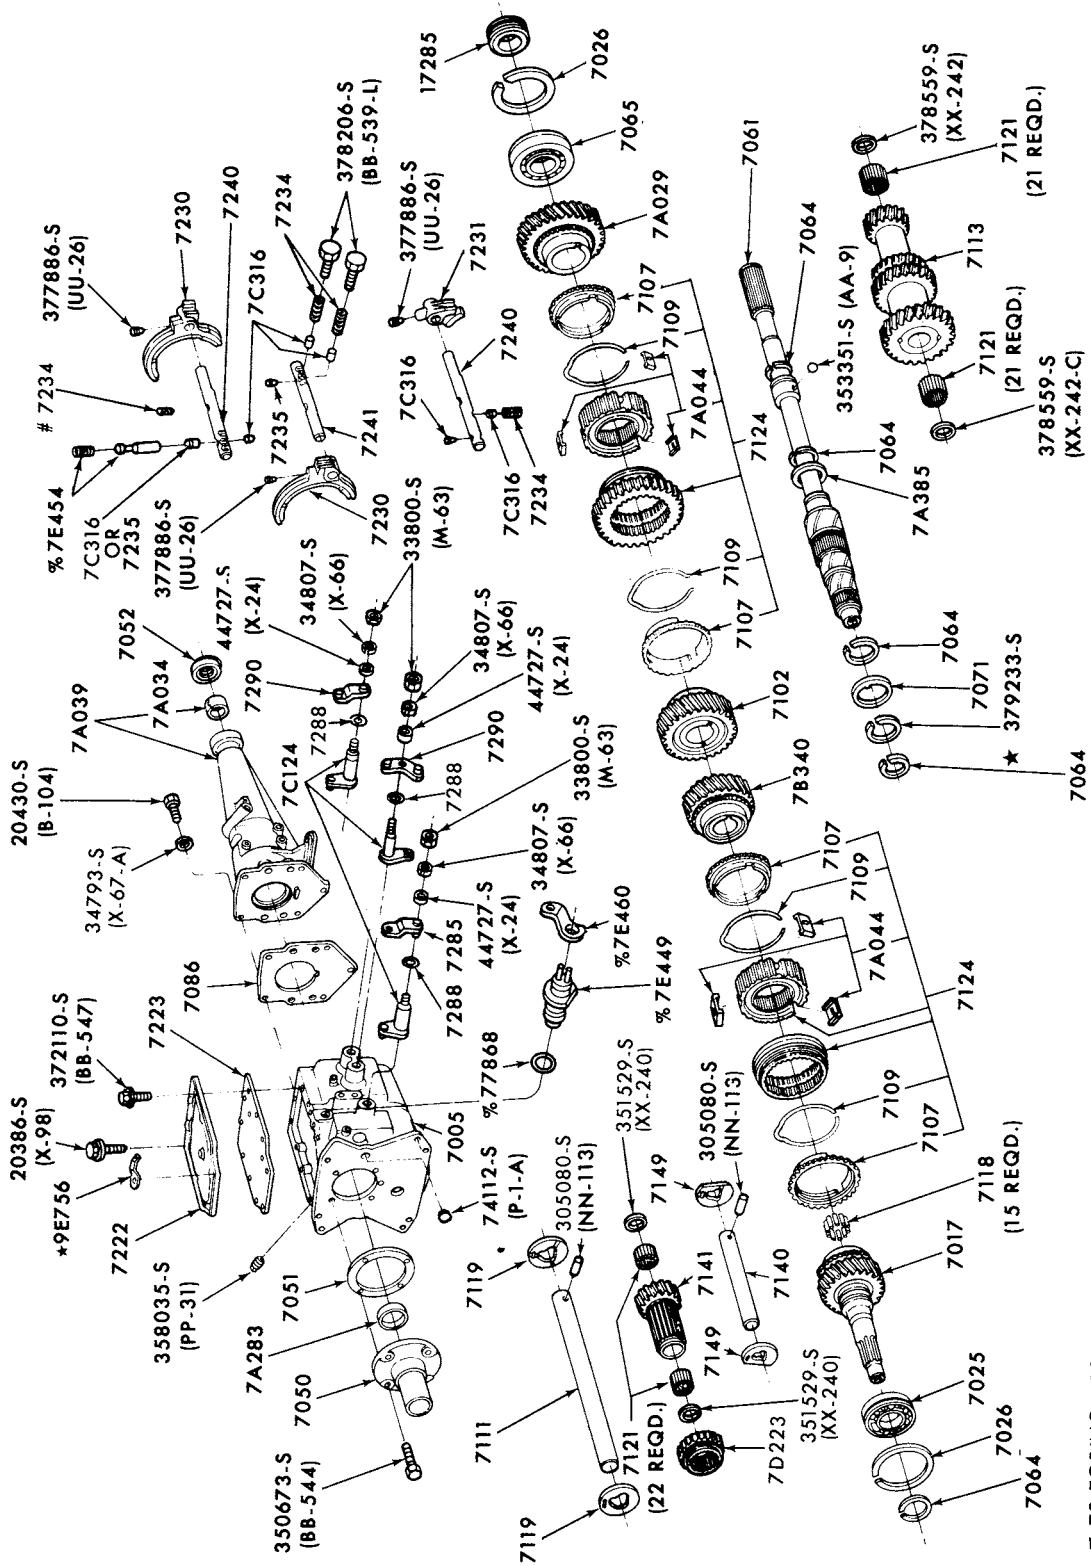 17285
7026
7065
7A029
7107
7109
7A044
7124
7109
7107
7102
7B340
7107
7109
7A044
7124
7109
7107
7118
(15 REQD.)
7017
7025
7026
7064
377886-S
(UU-26)
7230
7240
7C316
7234
378206-S
(BB-539-L)
# 7234
%7E454
7C316
OR
7235
377886-S
(UU-26)
7235
7241
7230
377886-S
(UU-26)
7231
7240
7C316
7C316
7234
7061
7064
353351-S (AA-9)
7064
7A385
7064
7071
★ 379233-S
7064
378559-S
(XX-242)
7121
(21 REQD.)
7113
7121
(21 REQD.)
378559-S
(XX-242-C)
7052
7A034
7A039
20430-S
(B-104)
34793-S
(X-67-A)
7086
44727-S
(X-24)
7290
34807-S
(X-66)
33800-S
(M-63)
7288
7C124
34807-S
(X-66)
44727-S
(X-24)
7290
7288
33800-S
(M-63)
34807-S
(X-66)
44727-S
(X-24)
7285
7288
%7E460
%7E449
%77868
372110-S
(BB-547)
7223
20386-S
(X-98)
★9E756
7222
358035-S
(PP-31)
7051
7A283
7050
350673-S
(BB-544)
7005
74112-S
(P-1-A)
305080-S
(NN-113)
7119
7111
7119
351529-S
(XX-240)
7149
305080-S
(NN-113)
7141
7140
7149
7121
(22 REQD.)
351529-S
(XX-240)
7D223